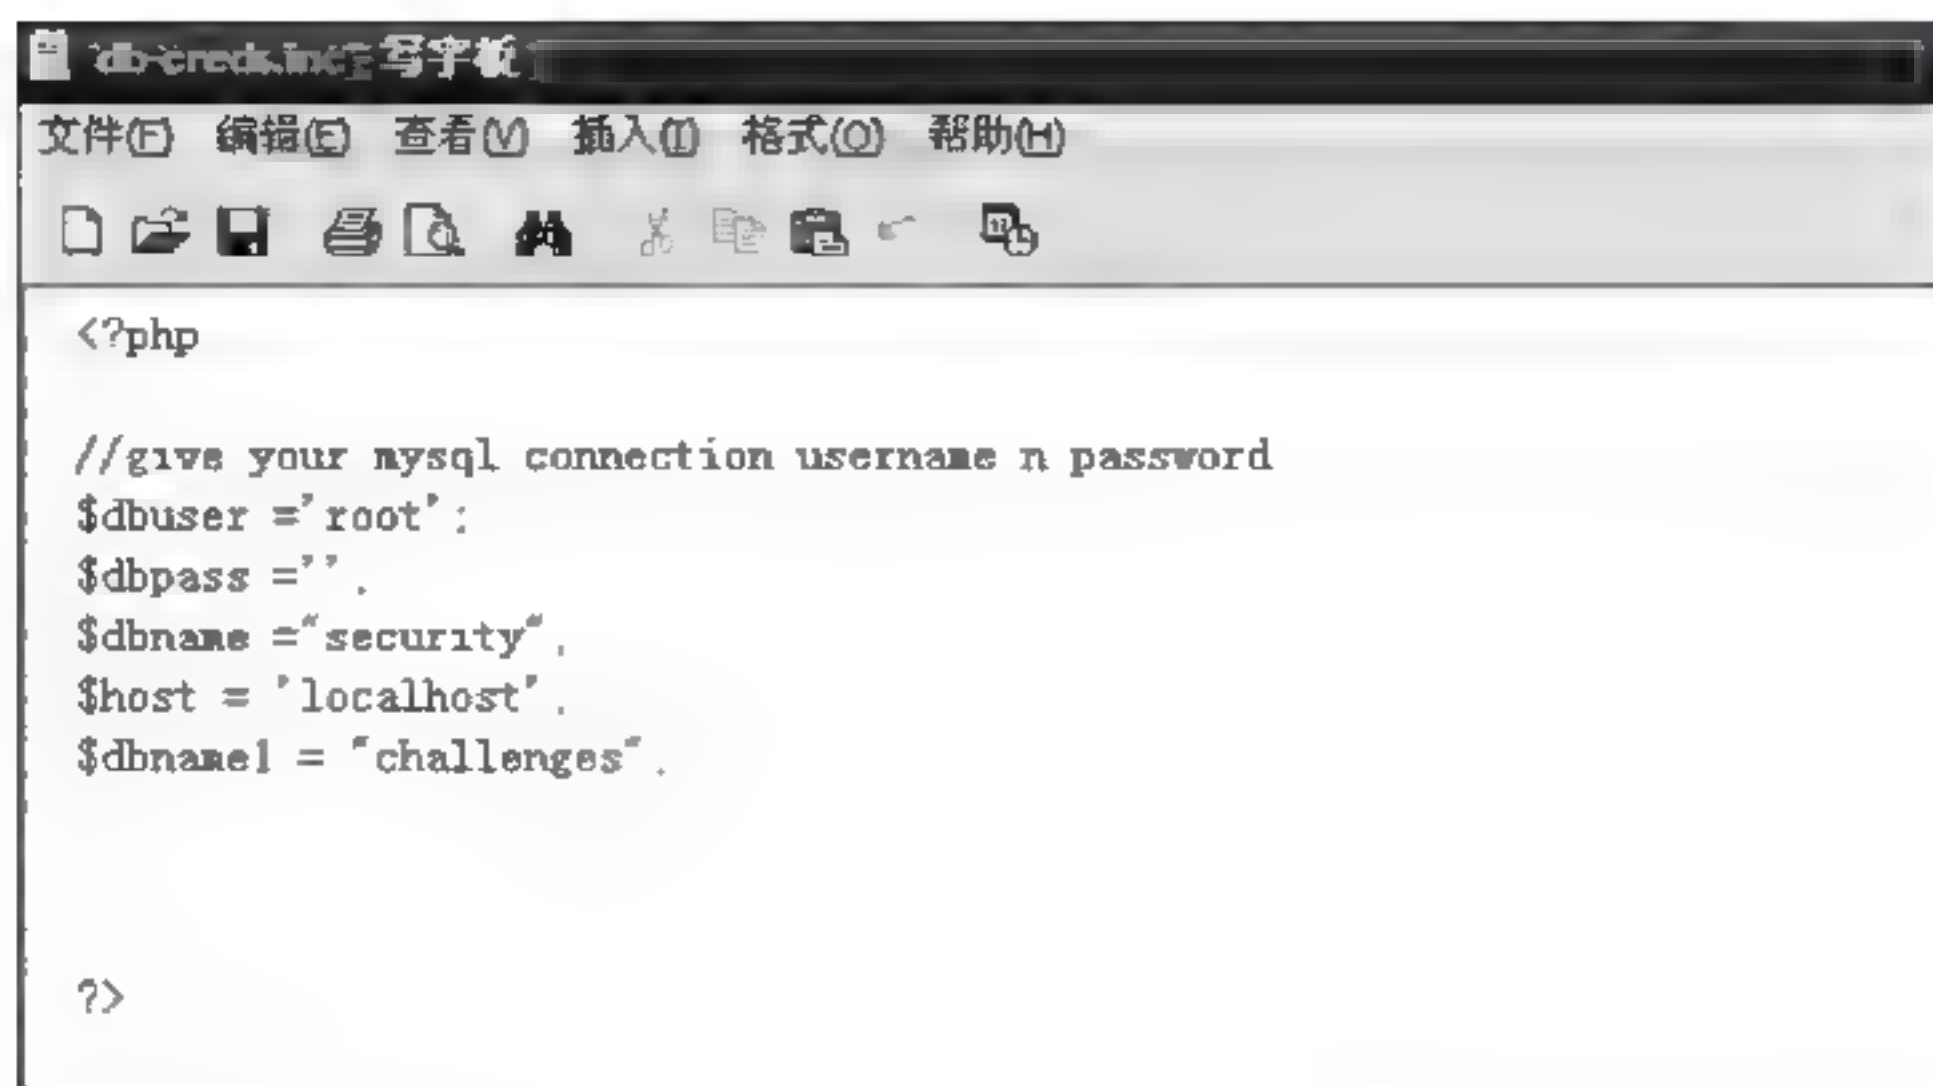 db-creds.inc - 写字板
文件(F) 编辑(E) 查看(V) 插入(I) 格式(O) 帮助(H)
<?php
//give your mysql connection username n password
$dbuser ='root';
$dbpass ='';
$dbname ="security";
$host = 'localhost';
$dbname1 = "challenges";
?>